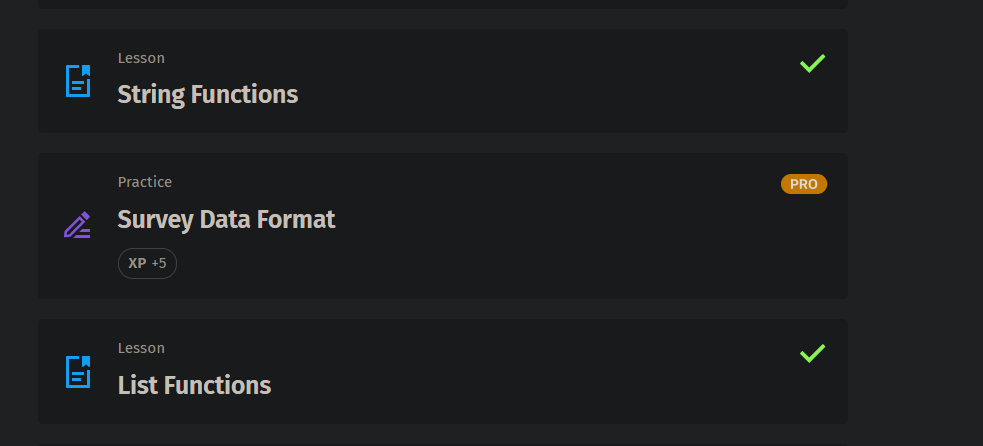 Lesson
String Functions
Practice
PRO
Survey Data Format
XP +5
Lesson
List Functions